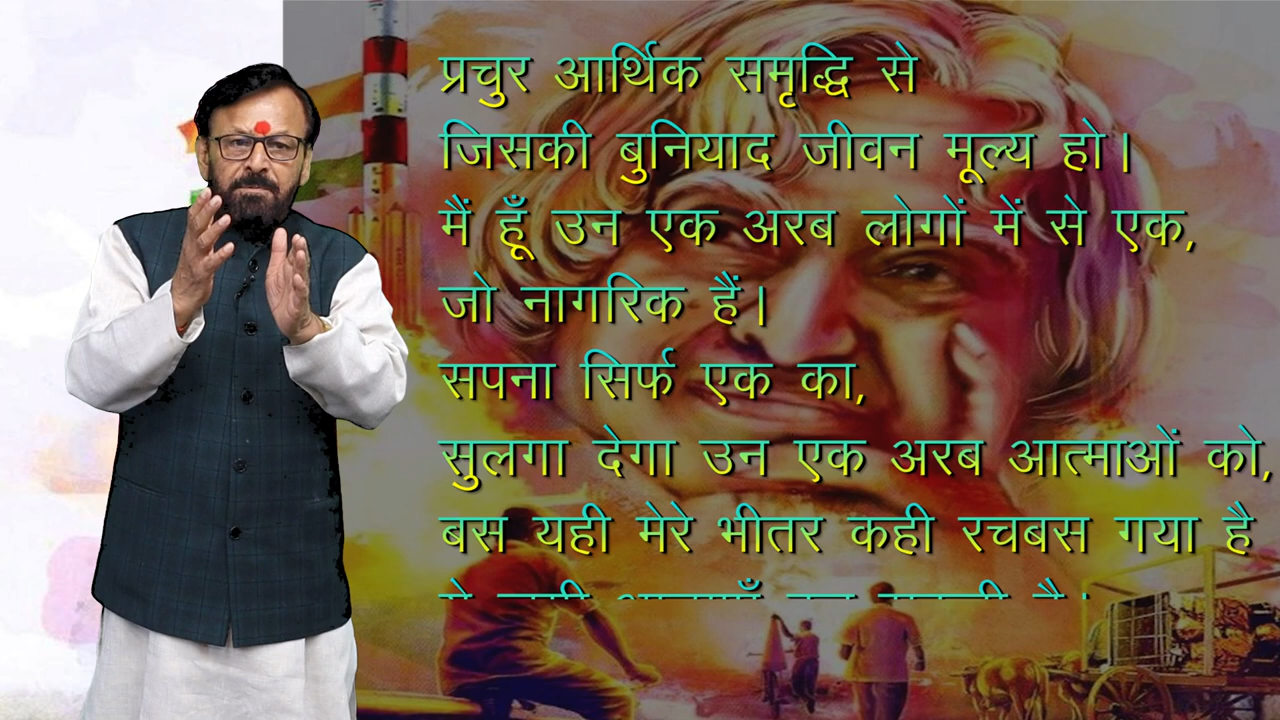 प्रचुर आर्थिक समृद्धि से
जिसकी बुनियाद जीवन मूल्य हो।
मैं हूँ उन एक अरब लोगों में से एक,
जो नागरिक हैं।
सपना सिर्फ एक का,
सुलगा देगा उन एक अरब आत्माओं को,
बस यही मेरे भीतर कही रचबस गया है